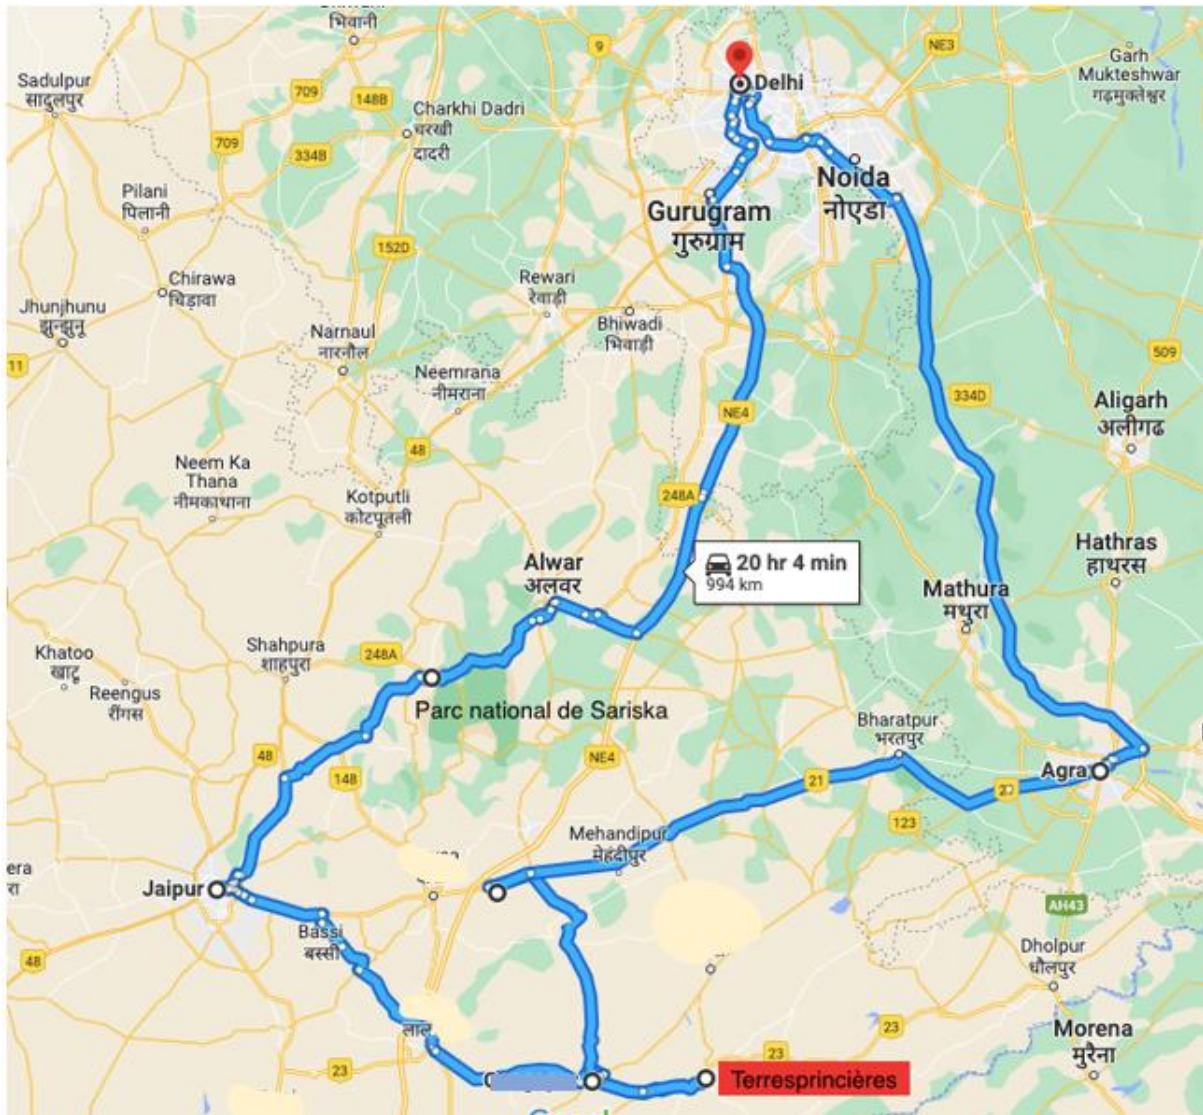 भिवानी
Sadulpur
सादुलपुर
709
148B
9
Delhi
NE3
Garh
Mukteshwar
गढ़मुक्तेश्वर
Charkhi Dadri
चरखी
दादरी
709
334B
Pilani
पिलानी
Noida
नोएडा
Gurugram
गुरुग्राम
152D
Chirawa
चिड़ावा
Rewari
रेवाड़ी
Jhunjhunu
झुन्झुनू
Bhiwadi
भिवाड़ी
Narnaul
नारनौल
11
509
Neemrana
नीमराना
NE4
334D
Aligarh
अलीगढ
48
Neem Ka
Thana
नीमकाथाना
Kotputli
कोटपूतली
248A
Alwar
अलवर
20 hr 4 min
994 km
Hathras
हाथरस
Mathura
मथुरा
Shahpura
शाहपुरा
248A
Khatoo
खाटू
Reengus
रींगस
Parc national de Sariska
Bharatpur
भरतपुर
48
148
NE4
21
Agra
123
Mehandipur
मेहंदीपुर
Jaipur
AH43
Bassi
बस्सी
48
Dholpur
धौलपुर
लाल
23
Morena
मुरैना
23
23
Terresprincières